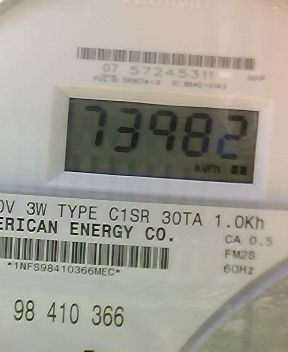 07 57245311
73982
kWh
0V 3W TYPE C1SR 30TA 1.0Kh
ERICAN ENERGY CO.
CA 0.5
*1NFS98410366MEC*
FM2S
60Hz
98 410 366